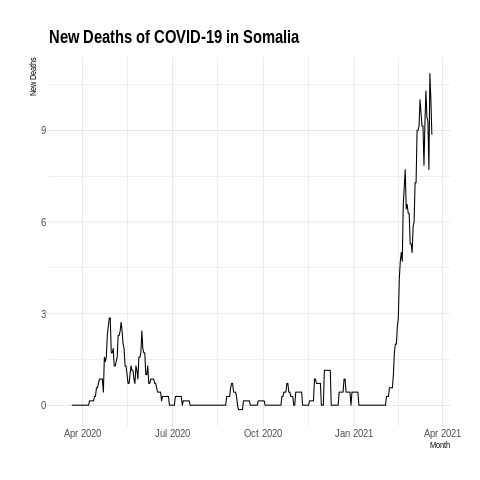 New Deaths of COVID-19 in Somalia
New Deaths
9
6
3
0
Apr 2020 Jul 2020 Oct 2020 Jan 2021 Apr 2021
Month